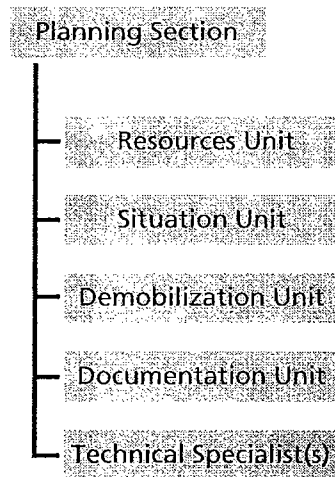 Planning Section
Resources Unit
Situation Unit
Demobilization Unit
Documentation Unit
Technical Specialist(s)